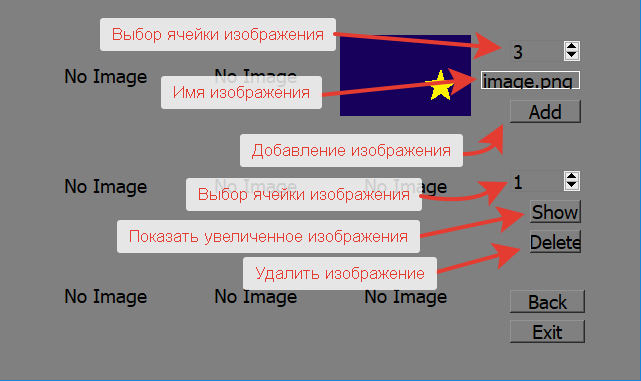 Выбор ячейки изображения
3
No Image
No Image
image.png
Имя изображения
Add
Добавление изображения
No Image
No Image
No Image
1
Выбор ячейки изображения
Show
Показать увеличенное изображения
Delete
Удалить изображение
No Image
No Image
No Image
Back
Exit